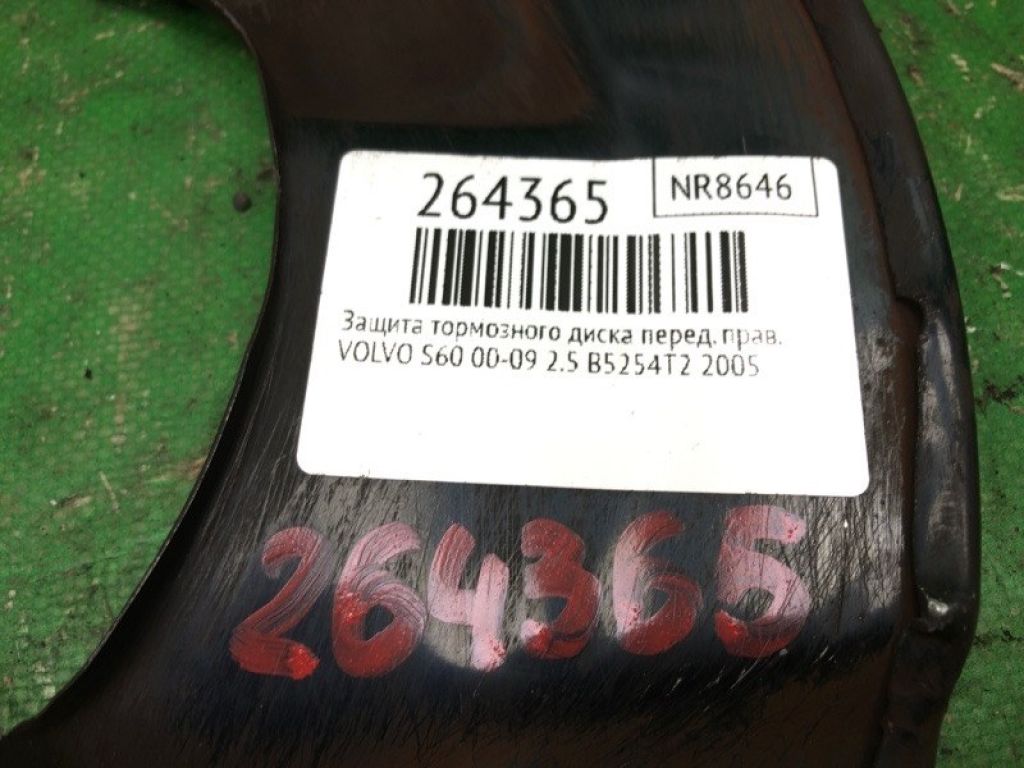 264365 NR8646
Защита тормозного диска перед. прав.
VOLVO S60 00-09 2.5 B5254T2 2005
264365